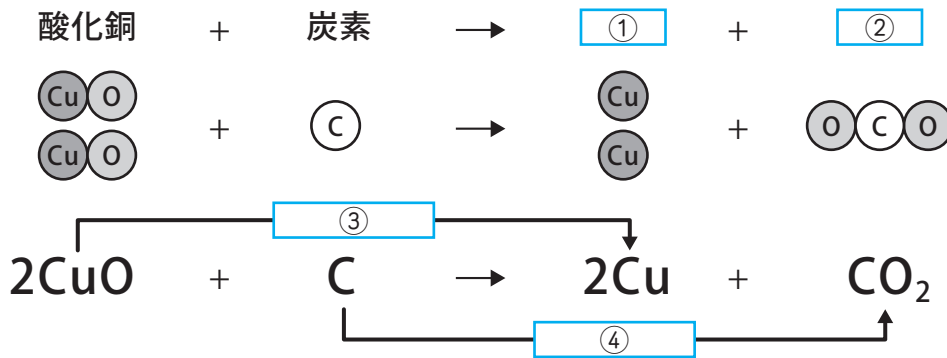 酸化銅 + 炭素 → ① + ②
Cu O Cu O
Cu O + C → Cu + O C O
③
2CuO + C → 2Cu + CO₂
④